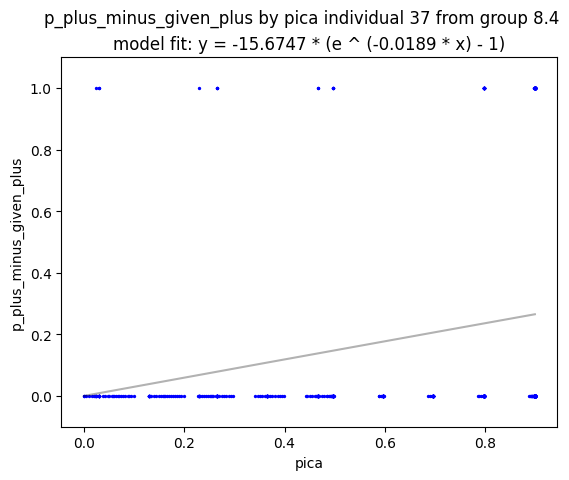 p_plus_minus_given_plus by pica individual 37 from group 8.4
model fit: y = -15.6747 * (e ^ (-0.0189 * x) - 1)
1.0
0.8
0.6
0.4
0.2
0.0
p_plus_minus_given_plus
0.0 0.2 0.4 0.6 0.8
pica